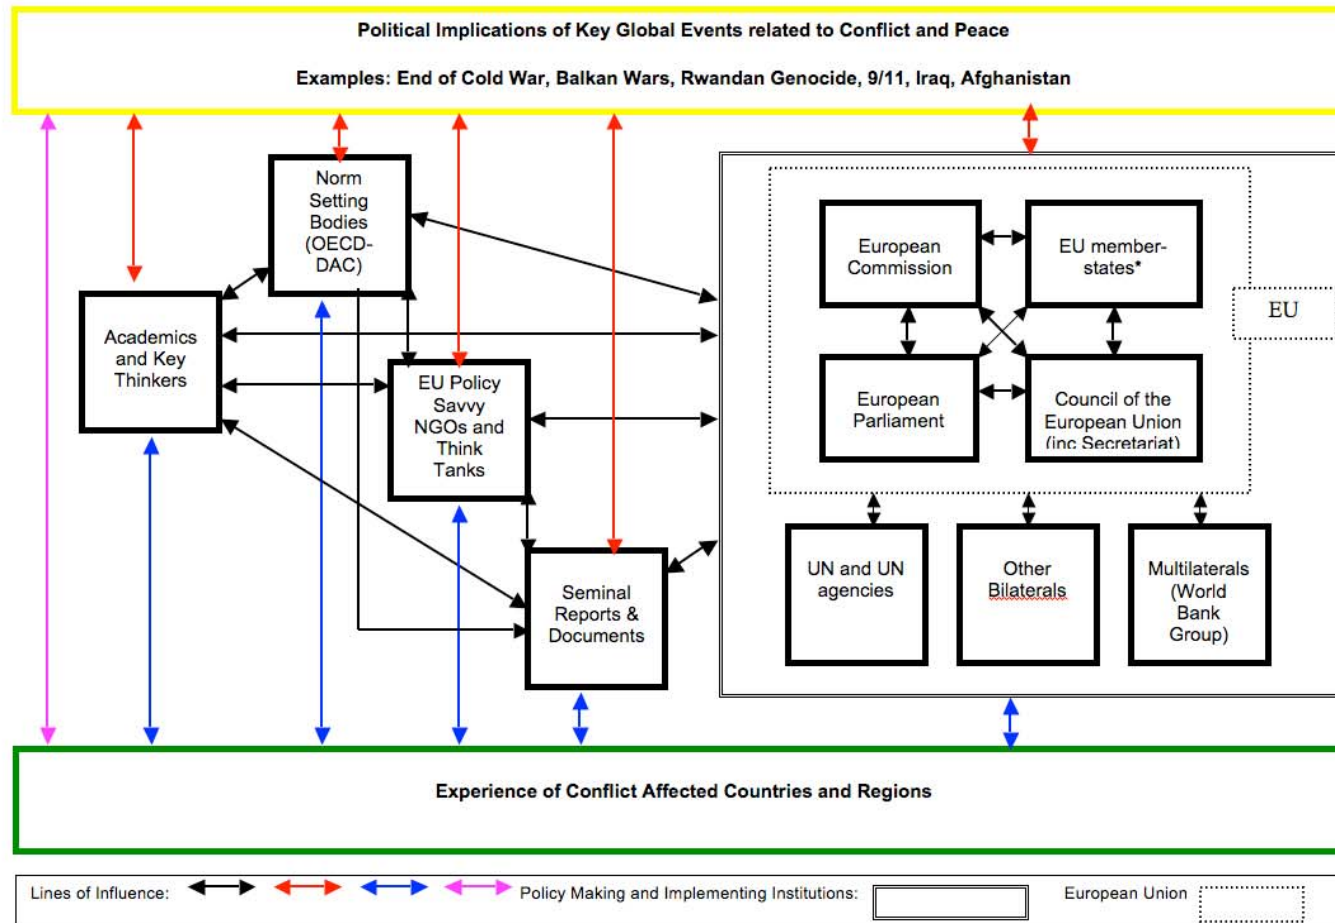 Political Implications of Key Global Events related to Conflict and Peace
Examples: End of Cold War, Balkan Wars, Rwandan Genocide, 9/11, Iraq, Afghanistan
Norm
Setting
Bodies
(OECD-
DAC)
Academics
and Key
Thinkers
EU Policy
Savvy
NGOs and
Think
Tanks
Seminal
Reports &
Documents
European
Commission
EU member-
states*
EU
European
Parliament
Council of the
European Union
(inc Secretariat)
UN and UN
agencies
Other
Bilaterals
Multilaterals
(World
Bank
Group)
Experience of Conflict Affected Countries and Regions
Lines of Influence: Policy Making and Implementing Institutions: European Union